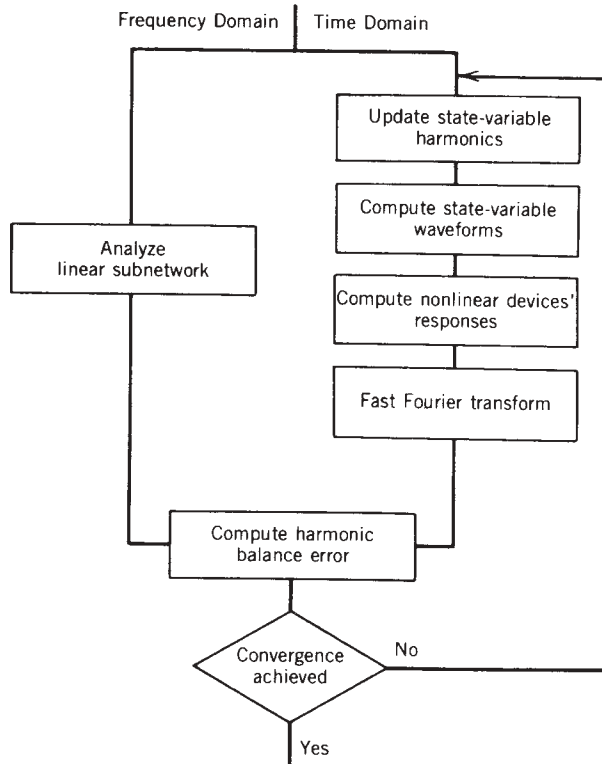 Frequency Domain
Time Domain
Update state-variable
harmonics
Compute state-variable
waveforms
Analyze
linear subnetwork
Compute nonlinear devices'
responses
Fast Fourier transform
Compute harmonic
balance error
Convergence
achieved
No
Yes